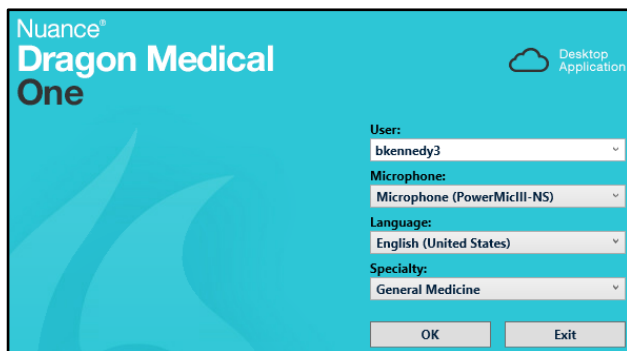 Nuance®
Dragon Medical
One
Desktop
Application
User:
bkennedy3
Microphone:
Microphone (PowerMicIII-NS)
Language:
English (United States)
Specialty:
General Medicine
OK
Exit